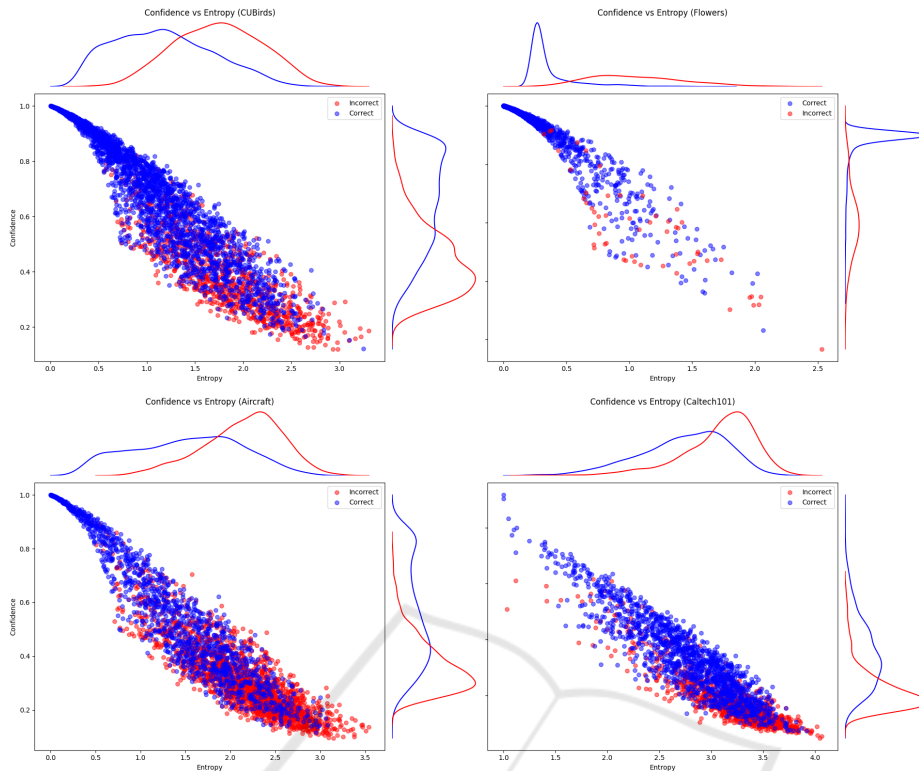 Confidence vs Entropy (CUBirds)
Incorrect
Correct
Confidence
1.0
0.8
0.6
0.4
0.2
0.0
0.5
1.0
1.5
2.0
2.5
3.0
Entropy
Confidence vs Entropy (Flowers)
Correct
Incorrect
0.0
0.5
1.0
1.5
2.0
2.5
Entropy
Confidence vs Entropy (Aircraft)
Incorrect
Correct
Confidence
1.0
0.8
0.6
0.4
0.2
0.0
0.5
1.0
1.5
2.0
2.5
3.0
3.5
Entropy
Confidence vs Entropy (Caltech101)
Incorrect
Correct
1.0
1.5
2.0
2.5
3.0
3.5
4.0
Entropy